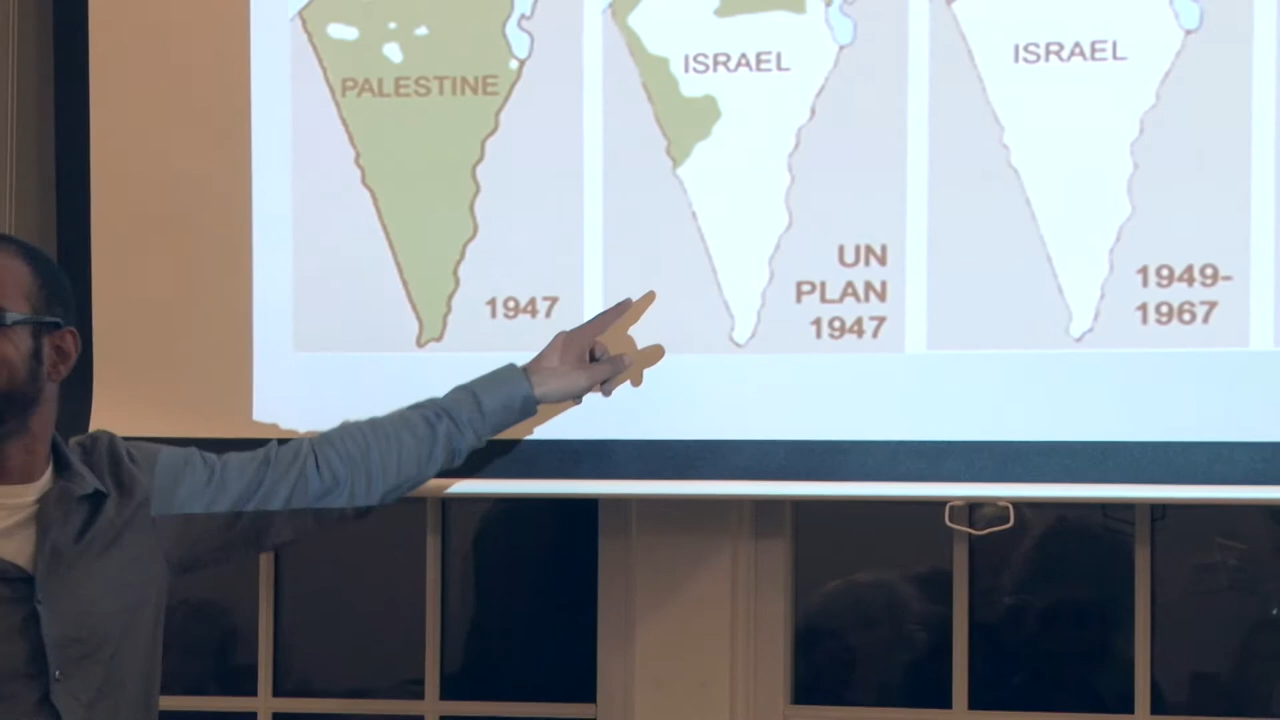 PALESTINE
1947
ISRAEL
UN
PLAN
1947
ISRAEL
1949-
1967